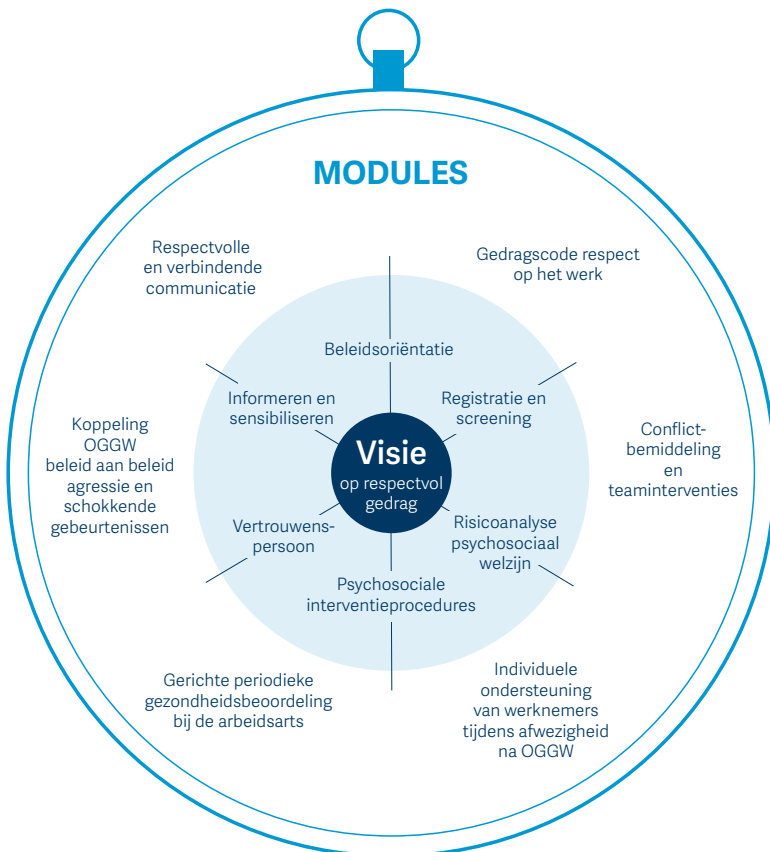 MODULES
Respectvolle
en verbindende
communicatie
Gedragscode respect
op het werk
Beleidsoriëntatie
Informeren en
sensibiliseren
Registratie en
screening
Koppeling
OGGW
beleid aan beleid
agressie en
schokkende
gebeurtenissen
Visie
op respectvol
gedrag
Conflict-
bemiddeling
en
teaminterventies
Vertrouwens-
persoon
Risicoanalyse
psychosociaal
welzijn
Psychosociale
interventieprocedures
Gerichte periodieke
gezondheidsbeoordeling
bij de arbeidsarts
Individuele
ondersteuning
van werknemers
tijdens afwezigheid
na OGGW